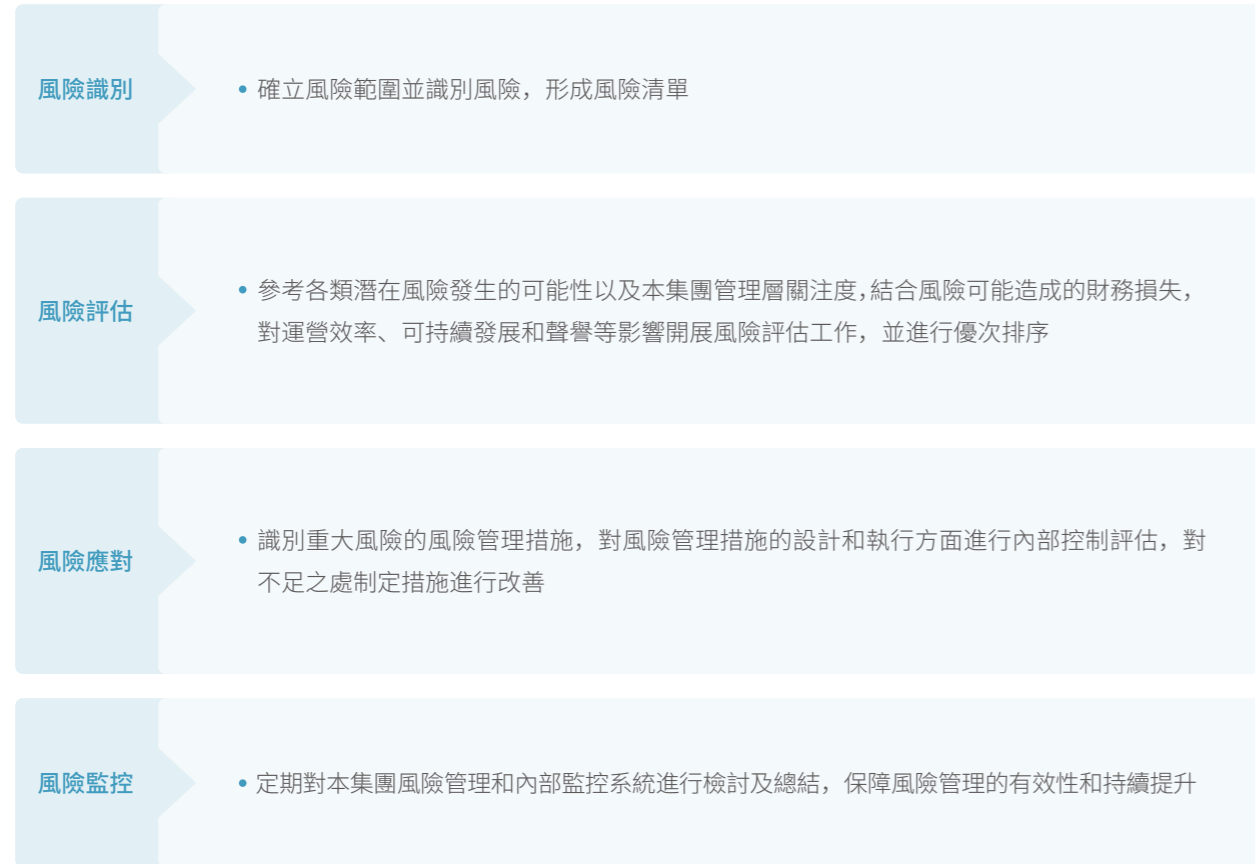 風險識別
• 確立風險範圍並識別風險，形成風險清單
風險評估
• 參考各類潛在風險發生的可能性以及本集團管理層關注度，結合風險可能造成的財務損失，
對運營效率、可持續發展和聲譽等影響開展風險評估工作，並進行優次排序
風險應對
• 識別重大風險的風險管理措施，對風險管理措施的設計和執行方面進行內部控制評估，對
不足之處制定措施進行改善
風險監控
• 定期對本集團風險管理和內部監控系統進行檢討及總結，保障風險管理的有效性和持續提升